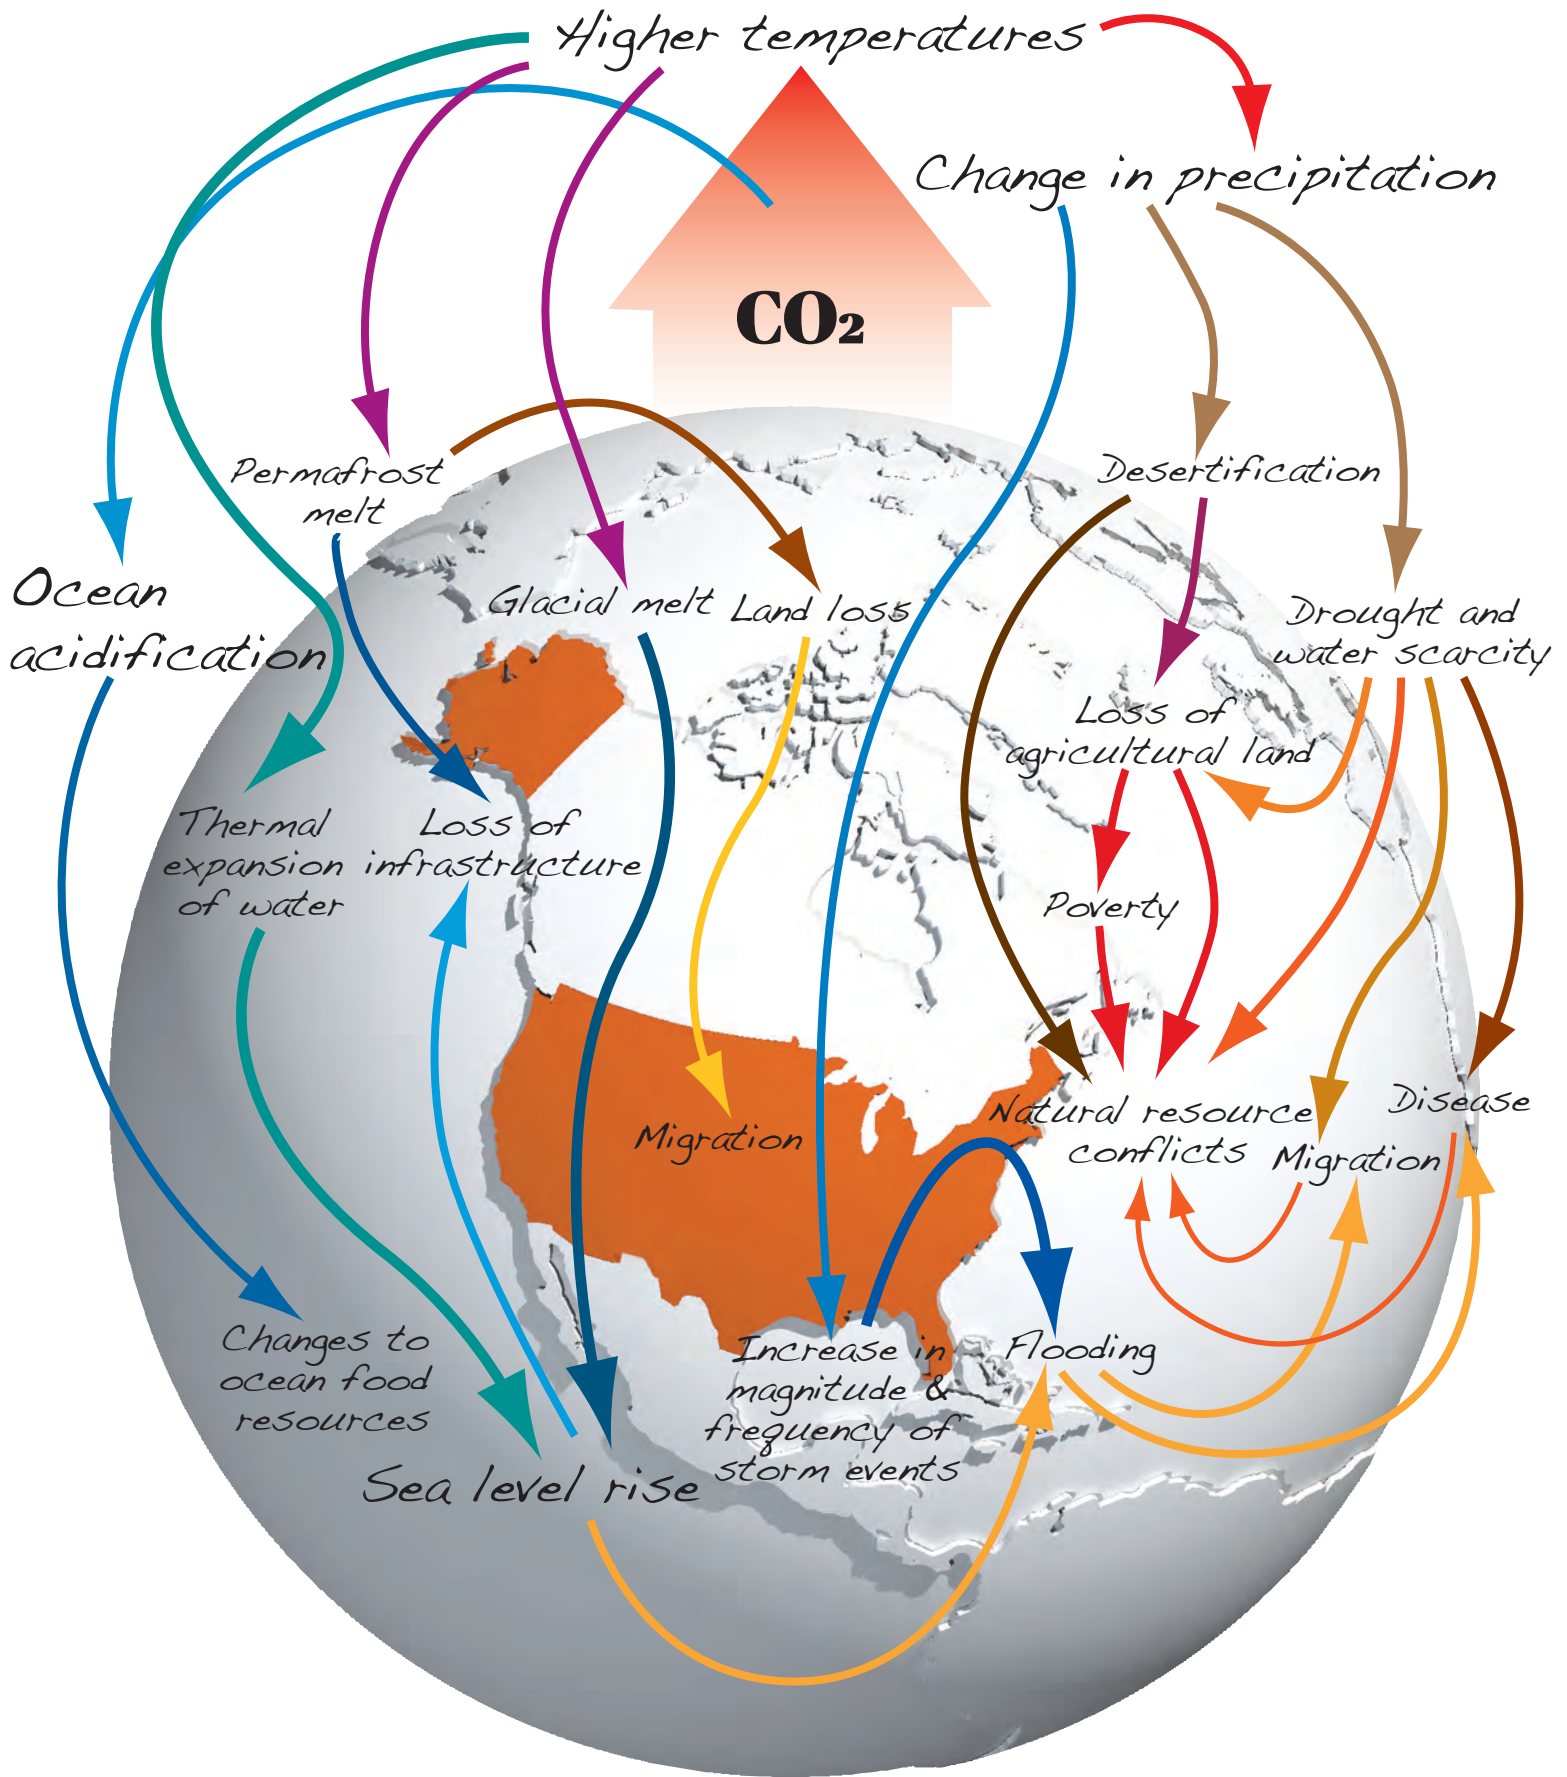 Higher temperatures
Change in precipitation
CO₂
Permafrost
melt
Desertification
Ocean
acidification
Glacial melt
Land loss
Drought and
water scarcity
Loss of
agricultural land
Thermal
expansion
of water
Loss of
infrastructure
Poverty
Migration
Natural resource
conflicts
Migration
Disease
Changes to
ocean food
resources
Increase in
magnitude &
frequency of
storm events
Flooding
Sea level rise